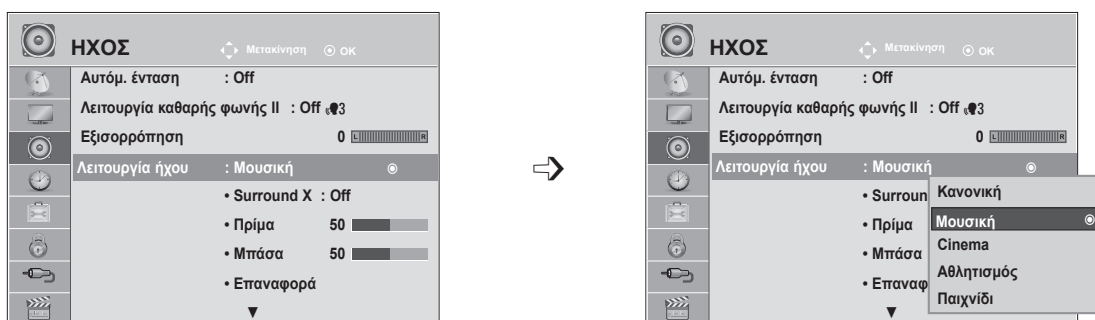 ΗΧΟΣ Μετακίνηση OK
Αυτόμ. ένταση : Off
Λειτουργία καθαρής φωνής II : Off 3
Εξισορρόπηση 0 L R
Λειτουργία ήχου : Μουσική
• Surround X : Off
• Πρίμα 50
• Μπάσα 50
• Επαναφορά
▼
ΗΧΟΣ Μετακίνηση OK
Αυτόμ. ένταση : Off
Λειτουργία καθαρής φωνής II : Off 3
Εξισορρόπηση 0 L R
Λειτουργία ήχου : Μουσική
• Surroun
• Πρίμα
• Μπάσα
• Επαναφ
▼
Κανονική
Μουσική
Cinema
Αθλητισμός
Παιχνίδι